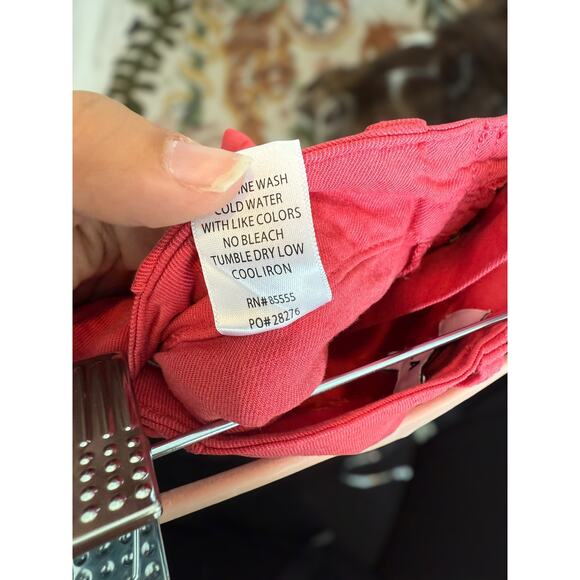 NE WASH
COLD WATER
WITH LIKE COLORS
NO BLEACH
TUMBLE DRY LOW
COOL IRON
RN# 85555
PO# 28276